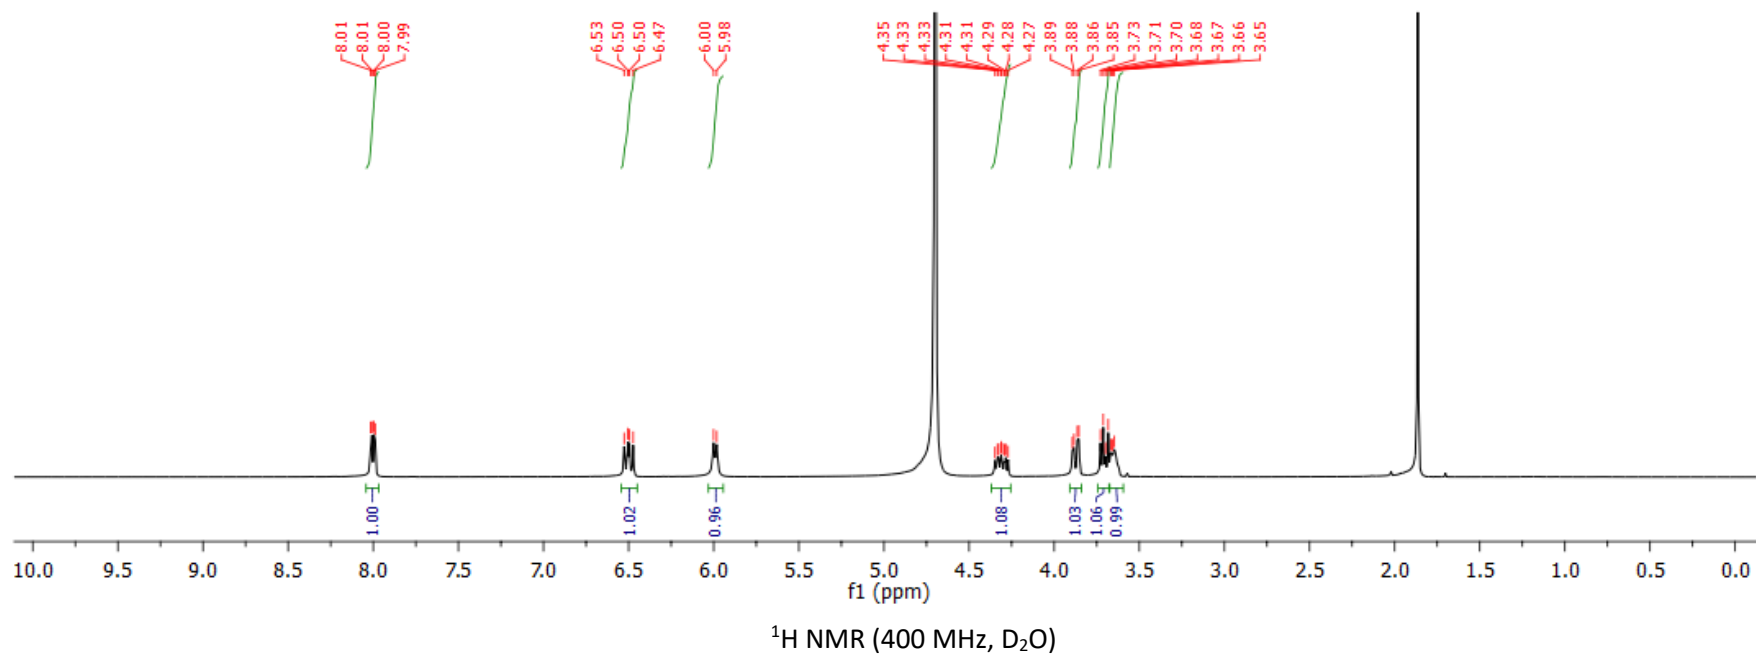 8.01 8.01 8.00 7.99 6.53 6.50 6.50 6.47 6.00 5.98 4.35 4.33 4.33 4.31 4.31 4.29 4.28 4.27 3.89 3.88 3.86 3.85 3.73 3.71 3.70 3.68 3.67 3.66 3.65
1.00 1.02 0.96 1.08 1.03 1.06 0.99
10.0 9.5 9.0 8.5 8.0 7.5 7.0 6.5 6.0 5.5 5.0 4.5 4.0 3.5 3.0 2.5 2.0 1.5 1.0 0.5 0.0
f1 (ppm)
¹H NMR (400 MHz, D₂O)